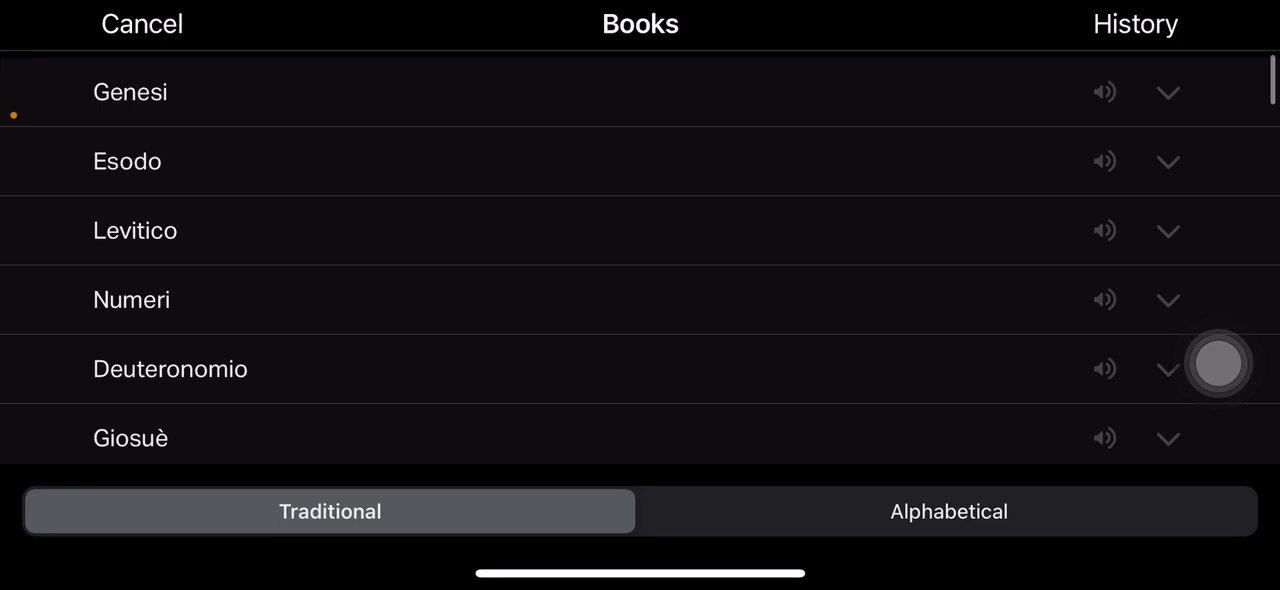 Cancel Books History
Genesi
Esodo
Levitico
Numeri
Deuteronomio
Giosuè
Traditional Alphabetical